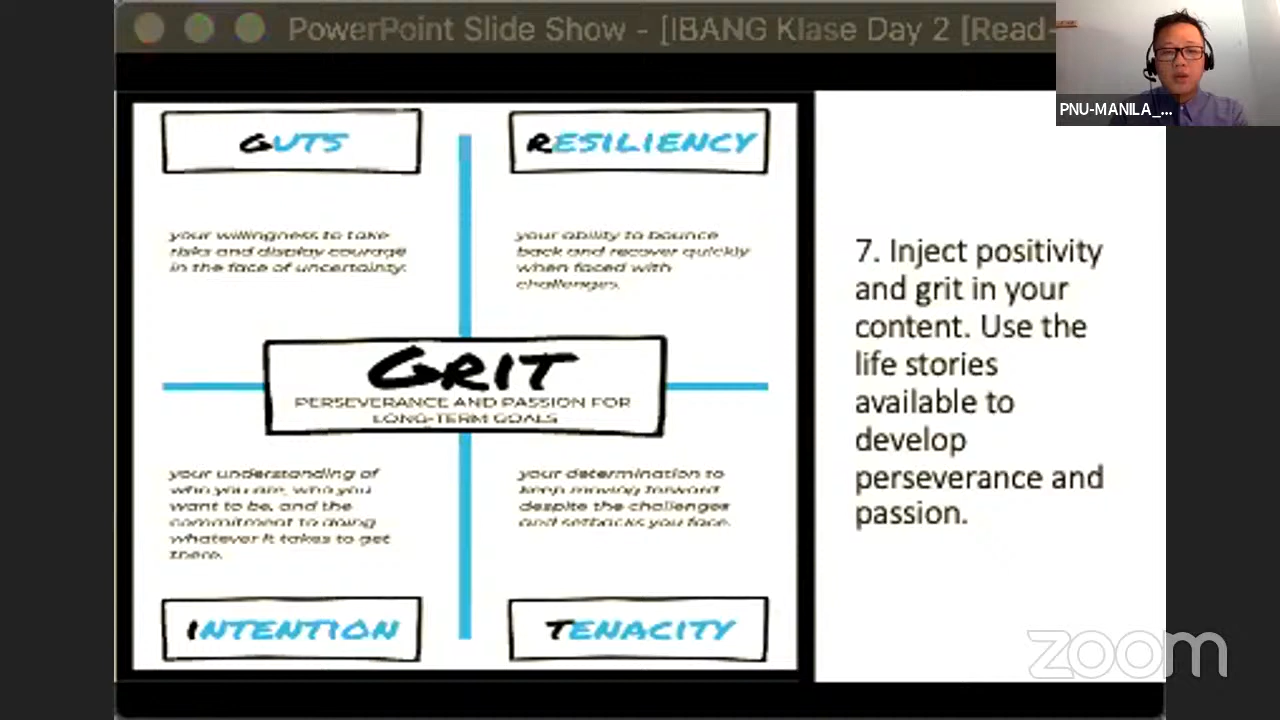 PowerPoint Slide Show - [IBANG Klase Day 2 [Read-
PNU-MANILA_...
GUTS
RESILIENCY
your willingness to take
risks and display courage
in the face of uncertainty.
your ability to bounce
back and recover quickly
when faced with
challenges.
GRIT
PERSEVERANCE AND PASSION FOR
LONG-TERM GOALS
your understanding of
who you are, who you
want to be, and the
commitment to doing
whatever it takes to get
there.
your determination to
keep moving forward
despite the challenges
and setbacks you face.
INTENTION
TENACITY
7. Inject positivity
and grit in your
content. Use the
life stories
available to
develop
perseverance and
passion.
zoom